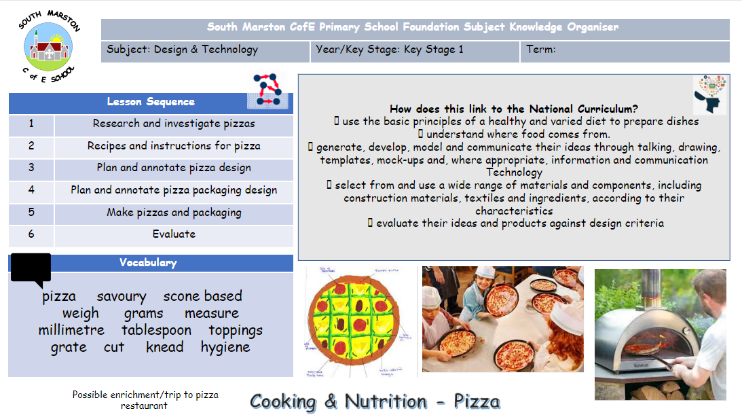 SOUTH MARSTON
C of E SCHOOL
South Marston CofE Primary School Foundation Subject Knowledge Organiser
Subject: Design & Technology
Year/Key Stage: Key Stage 1
Term:
Lesson Sequence
1 Research and investigate pizzas
2 Recipes and instructions for pizza
3 Plan and annotate pizza design
4 Plan and annotate pizza packaging design
5 Make pizzas and packaging
6 Evaluate
How does this link to the National Curriculum?
▯ use the basic principles of a healthy and varied diet to prepare dishes
▯ understand where food comes from.
▯ generate, develop, model and communicate their ideas through talking, drawing,
templates, mock-ups and, where appropriate, information and communication
Technology
▯ select from and use a wide range of materials and components, including
construction materials, textiles and ingredients, according to their
characteristics
▯ evaluate their ideas and products against design criteria
Vocabulary
pizza savoury scone based
weigh grams measure
millimetre tablespoon toppings
grate cut knead hygiene
Possible enrichment/trip to pizza
restaurant
Cooking & Nutrition - Pizza